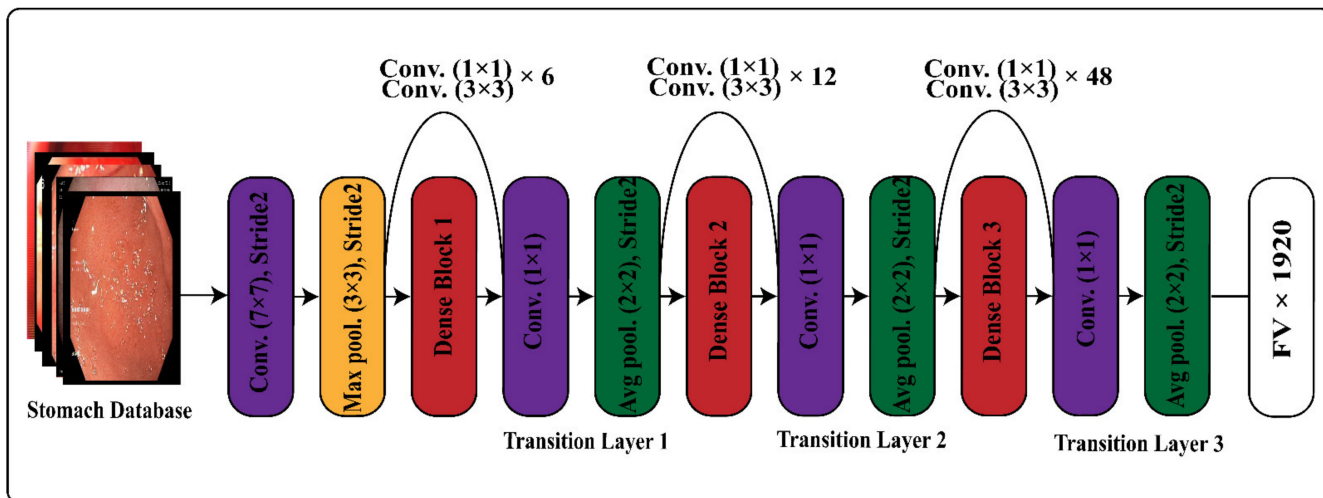 Conv. (1×1)
Conv. (3×3) × 6
Conv. (1×1)
Conv. (3×3) × 12
Conv. (1×1)
Conv. (3×3) × 48
Conv. (7×7), Stride2
Max pool. (3×3), Stride2
Dense Block 1
Conv. (1×1)
Avg pool. (2×2), Stride2
Dense Block 2
Conv. (1×1)
Avg pool. (2×2), Stride2
Dense Block 3
Conv. (1×1)
Avg pool. (2×2), Stride2
FV × 1920
Stomach Database
Transition Layer 1
Transition Layer 2
Transition Layer 3